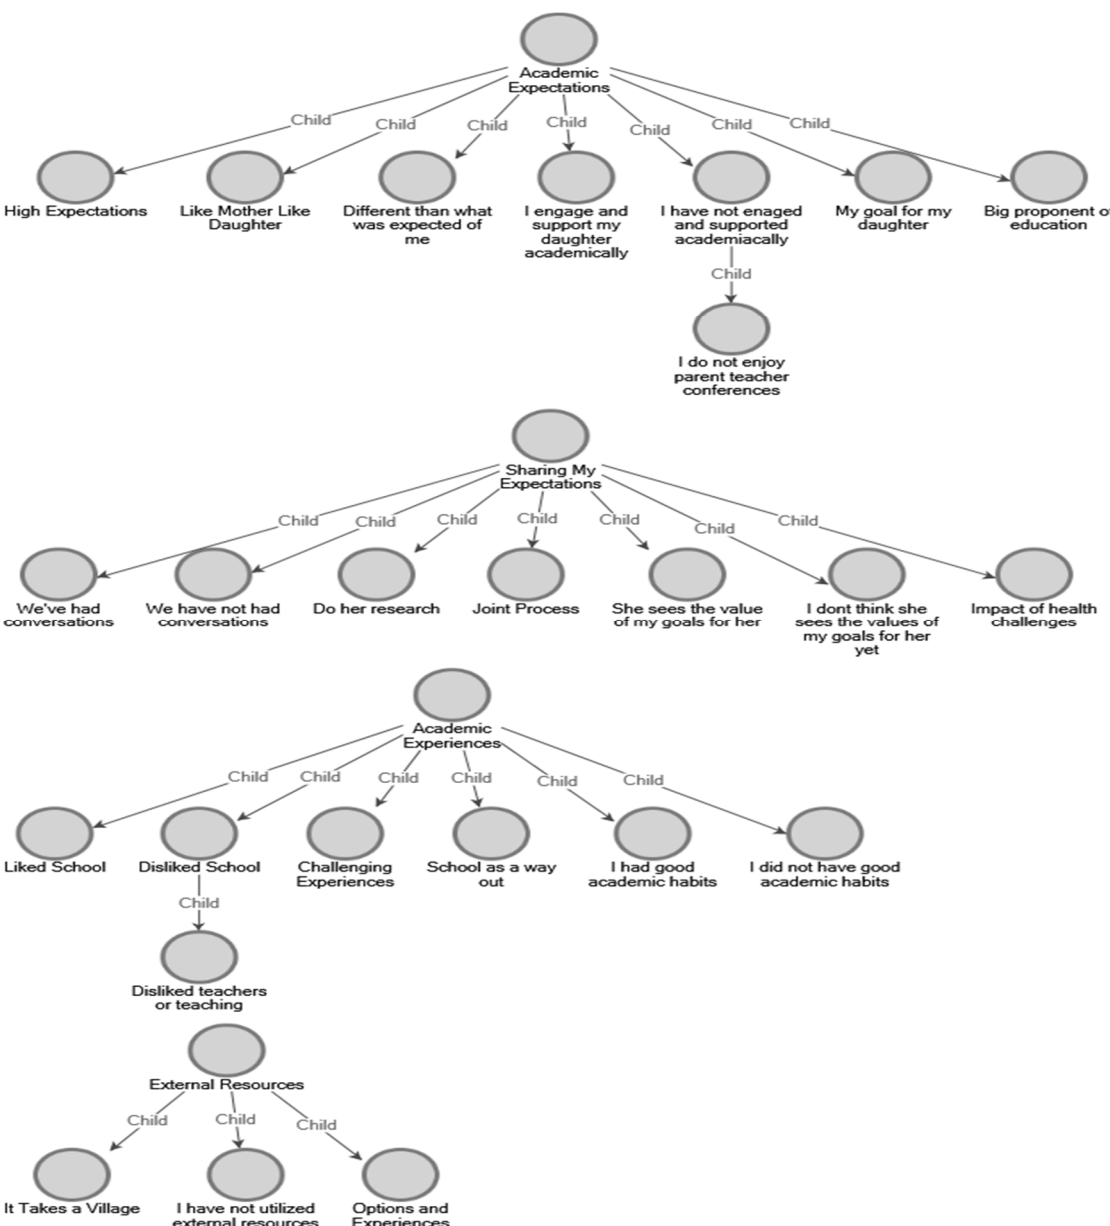 Academic
Expectations
Child
Child
Child
Child
Child
Child
Child
High Expectations
Like Mother Like
Daughter
Different than what
was expected of
me
I engage and
support my
daughter
academically
I have not enaged
and supported
academiacally
My goal for my
daughter
Big proponent of
education
Child
I do not enjoy
parent teacher
conferences
Sharing My
Expectations
Child
Child
Child
Child
Child
Child
Child
We've had
conversations
We have not had
conversations
Do her research
Joint Process
She sees the value
of my goals for her
I dont think she
sees the values of
my goals for her
yet
Impact of health
challenges
Academic
Experiences
Child
Child
Child
Child
Child
Child
Liked School
Disliked School
Challenging
Experiences
School as a way
out
I had good
academic habits
I did not have good
academic habits
Child
Disliked teachers
or teaching
External Resources
Child
Child
Child
It Takes a Village
I have not utilized
external resources
Options and
Experiences